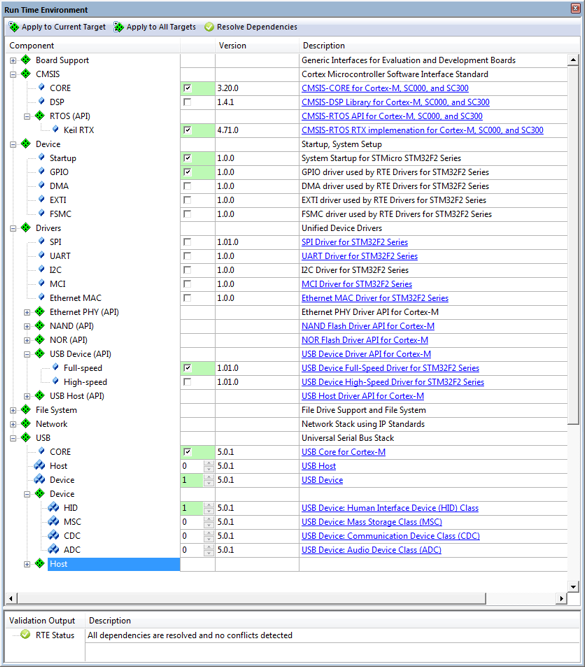 Run Time Environment
Apply to Current Target Apply to All Targets Resolve Dependencies
Component Version Description
Board Support Generic Interfaces for Evaluation and Development Boards
CMSIS Cortex Microcontroller Software Interface Standard
CORE 3.20.0 CMSIS-CORE for Cortex-M, SC000, and SC300
DSP 1.4.1 CMSIS-DSP Library for Cortex-M, SC000, and SC300
RTOS (API) CMSIS-RTOS API for Cortex-M, SC000, and SC300
Keil RTX 4.71.0 CMSIS-RTOS RTX implemenation for Cortex-M, SC000, and SC300
Device Startup, System Setup
Startup 1.0.0 System Startup for STMicro STM32F2 Series
GPIO 1.0.0 GPIO driver used by RTE Drivers for STM32F2 Series
DMA 1.0.0 DMA driver used by RTE Drivers for STM32F2 Series
EXTI 1.0.0 EXTI driver used by RTE Drivers for STM32F2 Series
FSMC 1.0.0 FSMC driver used by RTE Drivers for STM32F2 Series
Drivers Unified Device Drivers
SPI 1.01.0 SPI Driver for STM32F2 Series
UART 1.0.0 UART Driver for STM32F2 Series
I2C 1.0.0 I2C Driver for STM32F2 Series
MCI 1.0.0 MCI Driver for STM32F2 Series
Ethernet MAC 1.0.0 Ethernet MAC Driver for STM32F2 Series
Ethernet PHY (API) Ethernet PHY Driver API for Cortex-M
NAND (API) NAND Flash Driver API for Cortex-M
NOR (API) NOR Flash Driver API for Cortex-M
USB Device (API) USB Device Driver API for Cortex-M
Full-speed 1.01.0 USB Device Full-Speed Driver for STM32F2 Series
High-speed 1.01.0 USB Device High-Speed Driver for STM32F2 Series
USB Host (API) USB Host Driver API for Cortex-M
File System File Drive Support and File System
Network Network Stack using IP Standards
USB Universal Serial Bus Stack
CORE 5.0.1 USB Core for Cortex-M
Host 0 5.0.1 USB Host
Device 1 5.0.1 USB Device
Device
HID 1 5.0.1 USB Device: Human Interface Device (HID) Class
MSC 0 5.0.1 USB Device: Mass Storage Class (MSC)
CDC 0 5.0.1 USB Device: Communication Device Class (CDC)
ADC 0 5.0.1 USB Device: Audio Device Class (ADC)
Host
Validation Output Description
RTE Status All dependencies are resolved and no conflicts detected